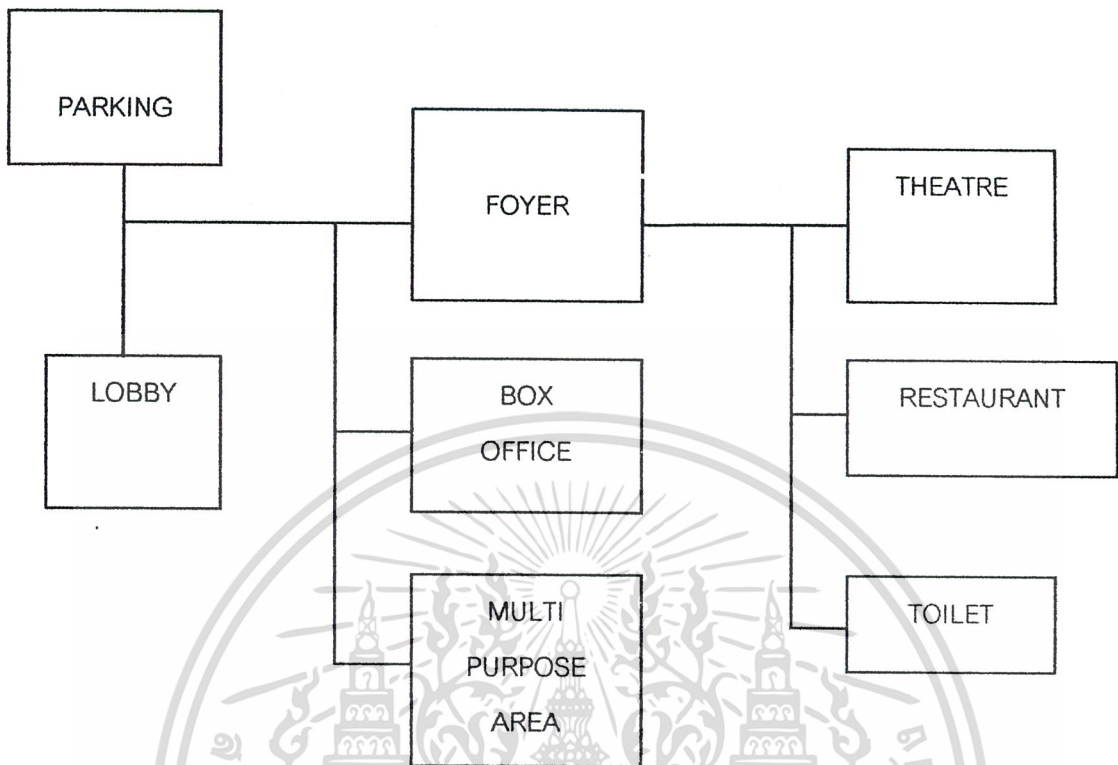 PARKING
FOYER
THEATRE
LOBBY
BOX
OFFICE
RESTAURANT
MULTI
PURPOSE
AREA
TOILET